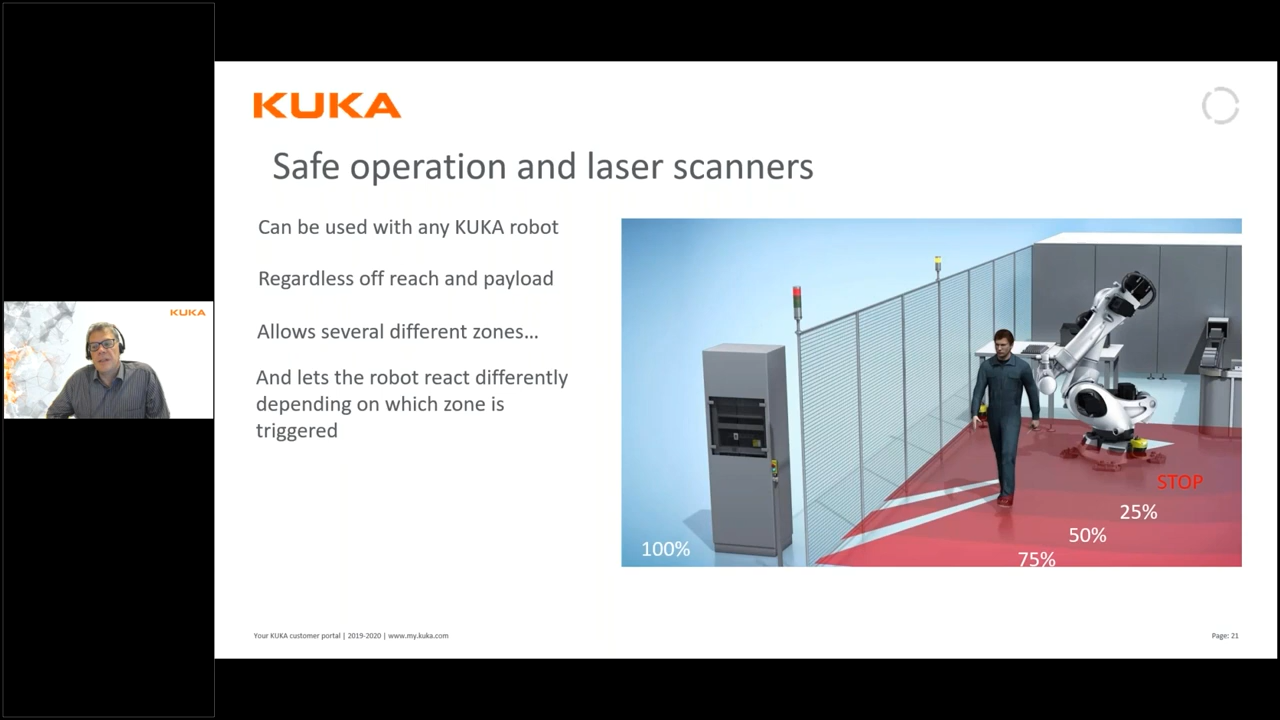 KUKA
KUKA
Safe operation and laser scanners
Can be used with any KUKA robot
Regardless off reach and payload
Allows several different zones...
And lets the robot react differently
depending on which zone is
triggered
STOP
25%
50%
100%
75%
Your KUKA customer portal | 2019-2020 | www.my.kuka.com
Page: 21